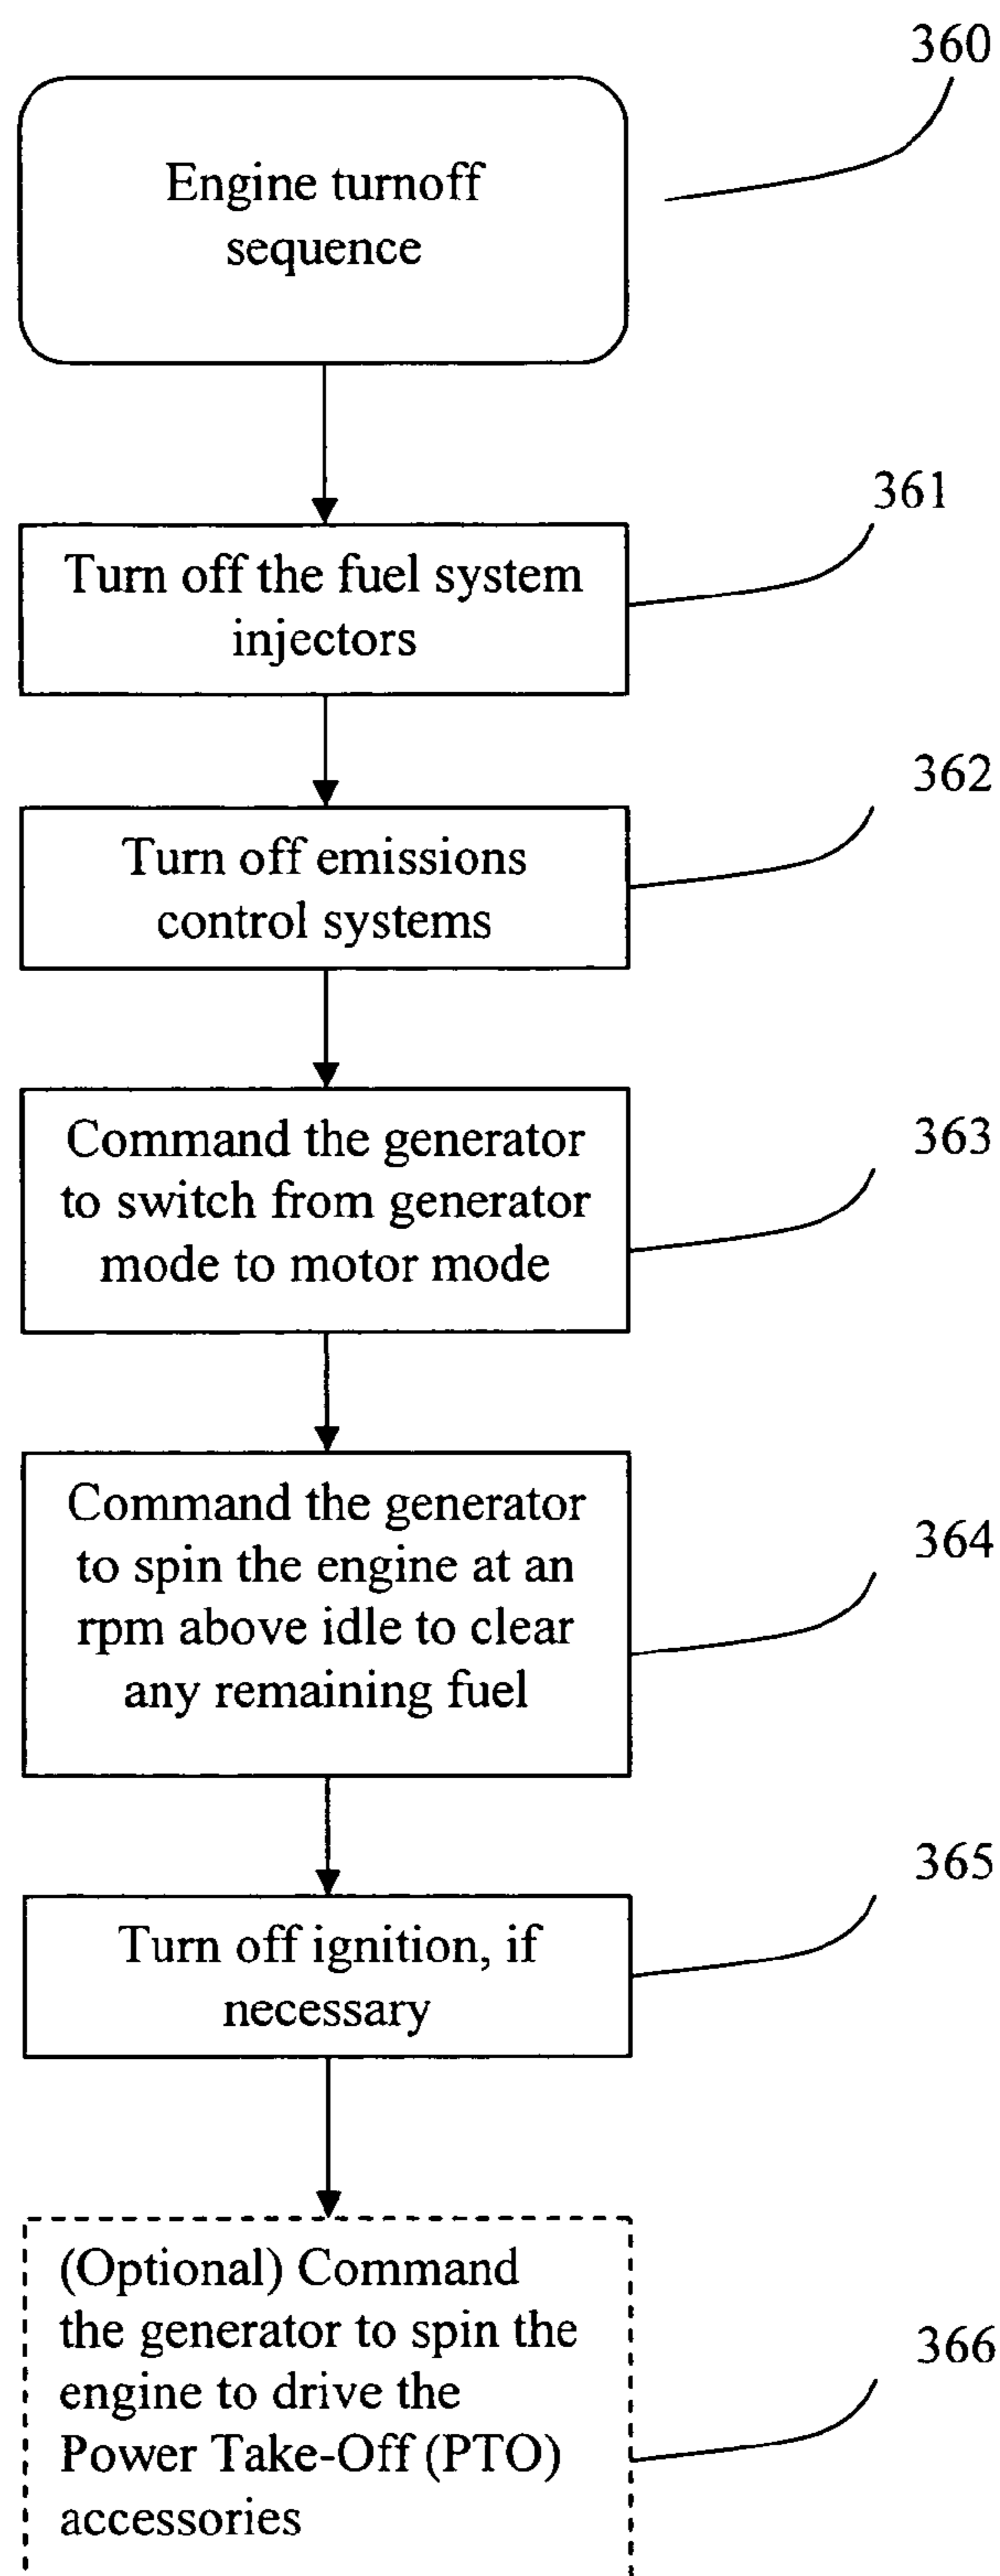 360
Engine turnoff
sequence
361
Turn off the fuel system
injectors
362
Turn off emissions
control systems
363
Command the generator
to switch from generator
mode to motor mode
364
Command the generator
to spin the engine at an
rpm above idle to clear
any remaining fuel
365
Turn off ignition, if
necessary
366
(Optional) Command
the generator to spin the
engine to drive the
Power Take-Off (PTO)
accessories